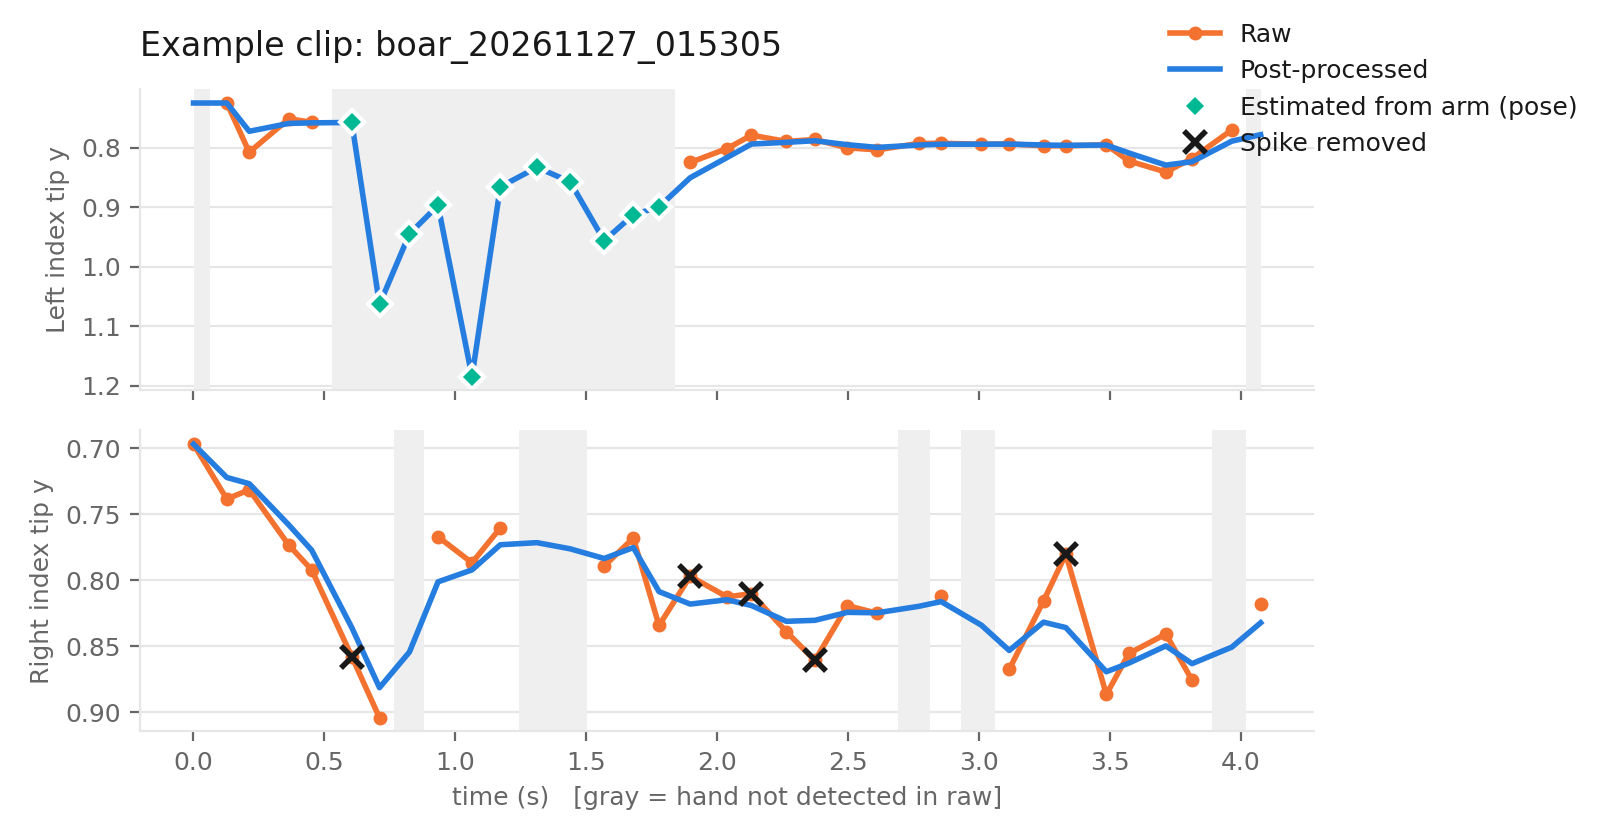 Example clip: boar_20261127_015305
Raw
Post-processed
Estimated from arm (pose)
Spike removed
Left index tip y
0.8
0.9
1.0
1.1
1.2
Right index tip y
0.70
0.75
0.80
0.85
0.90
0.0 0.5 1.0 1.5 2.0 2.5 3.0 3.5 4.0
time (s) [gray = hand not detected in raw]